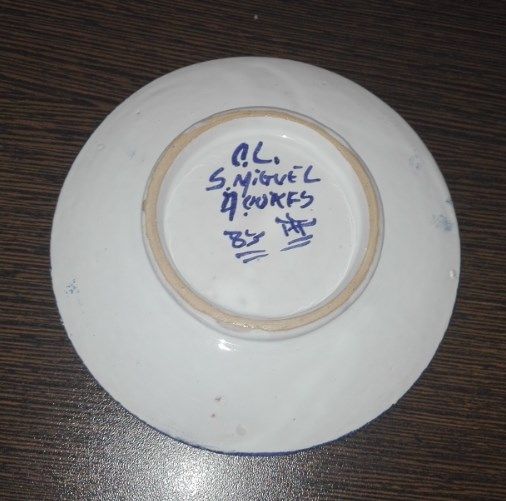 C.L.
S. MIGUEL
AÇORES
85